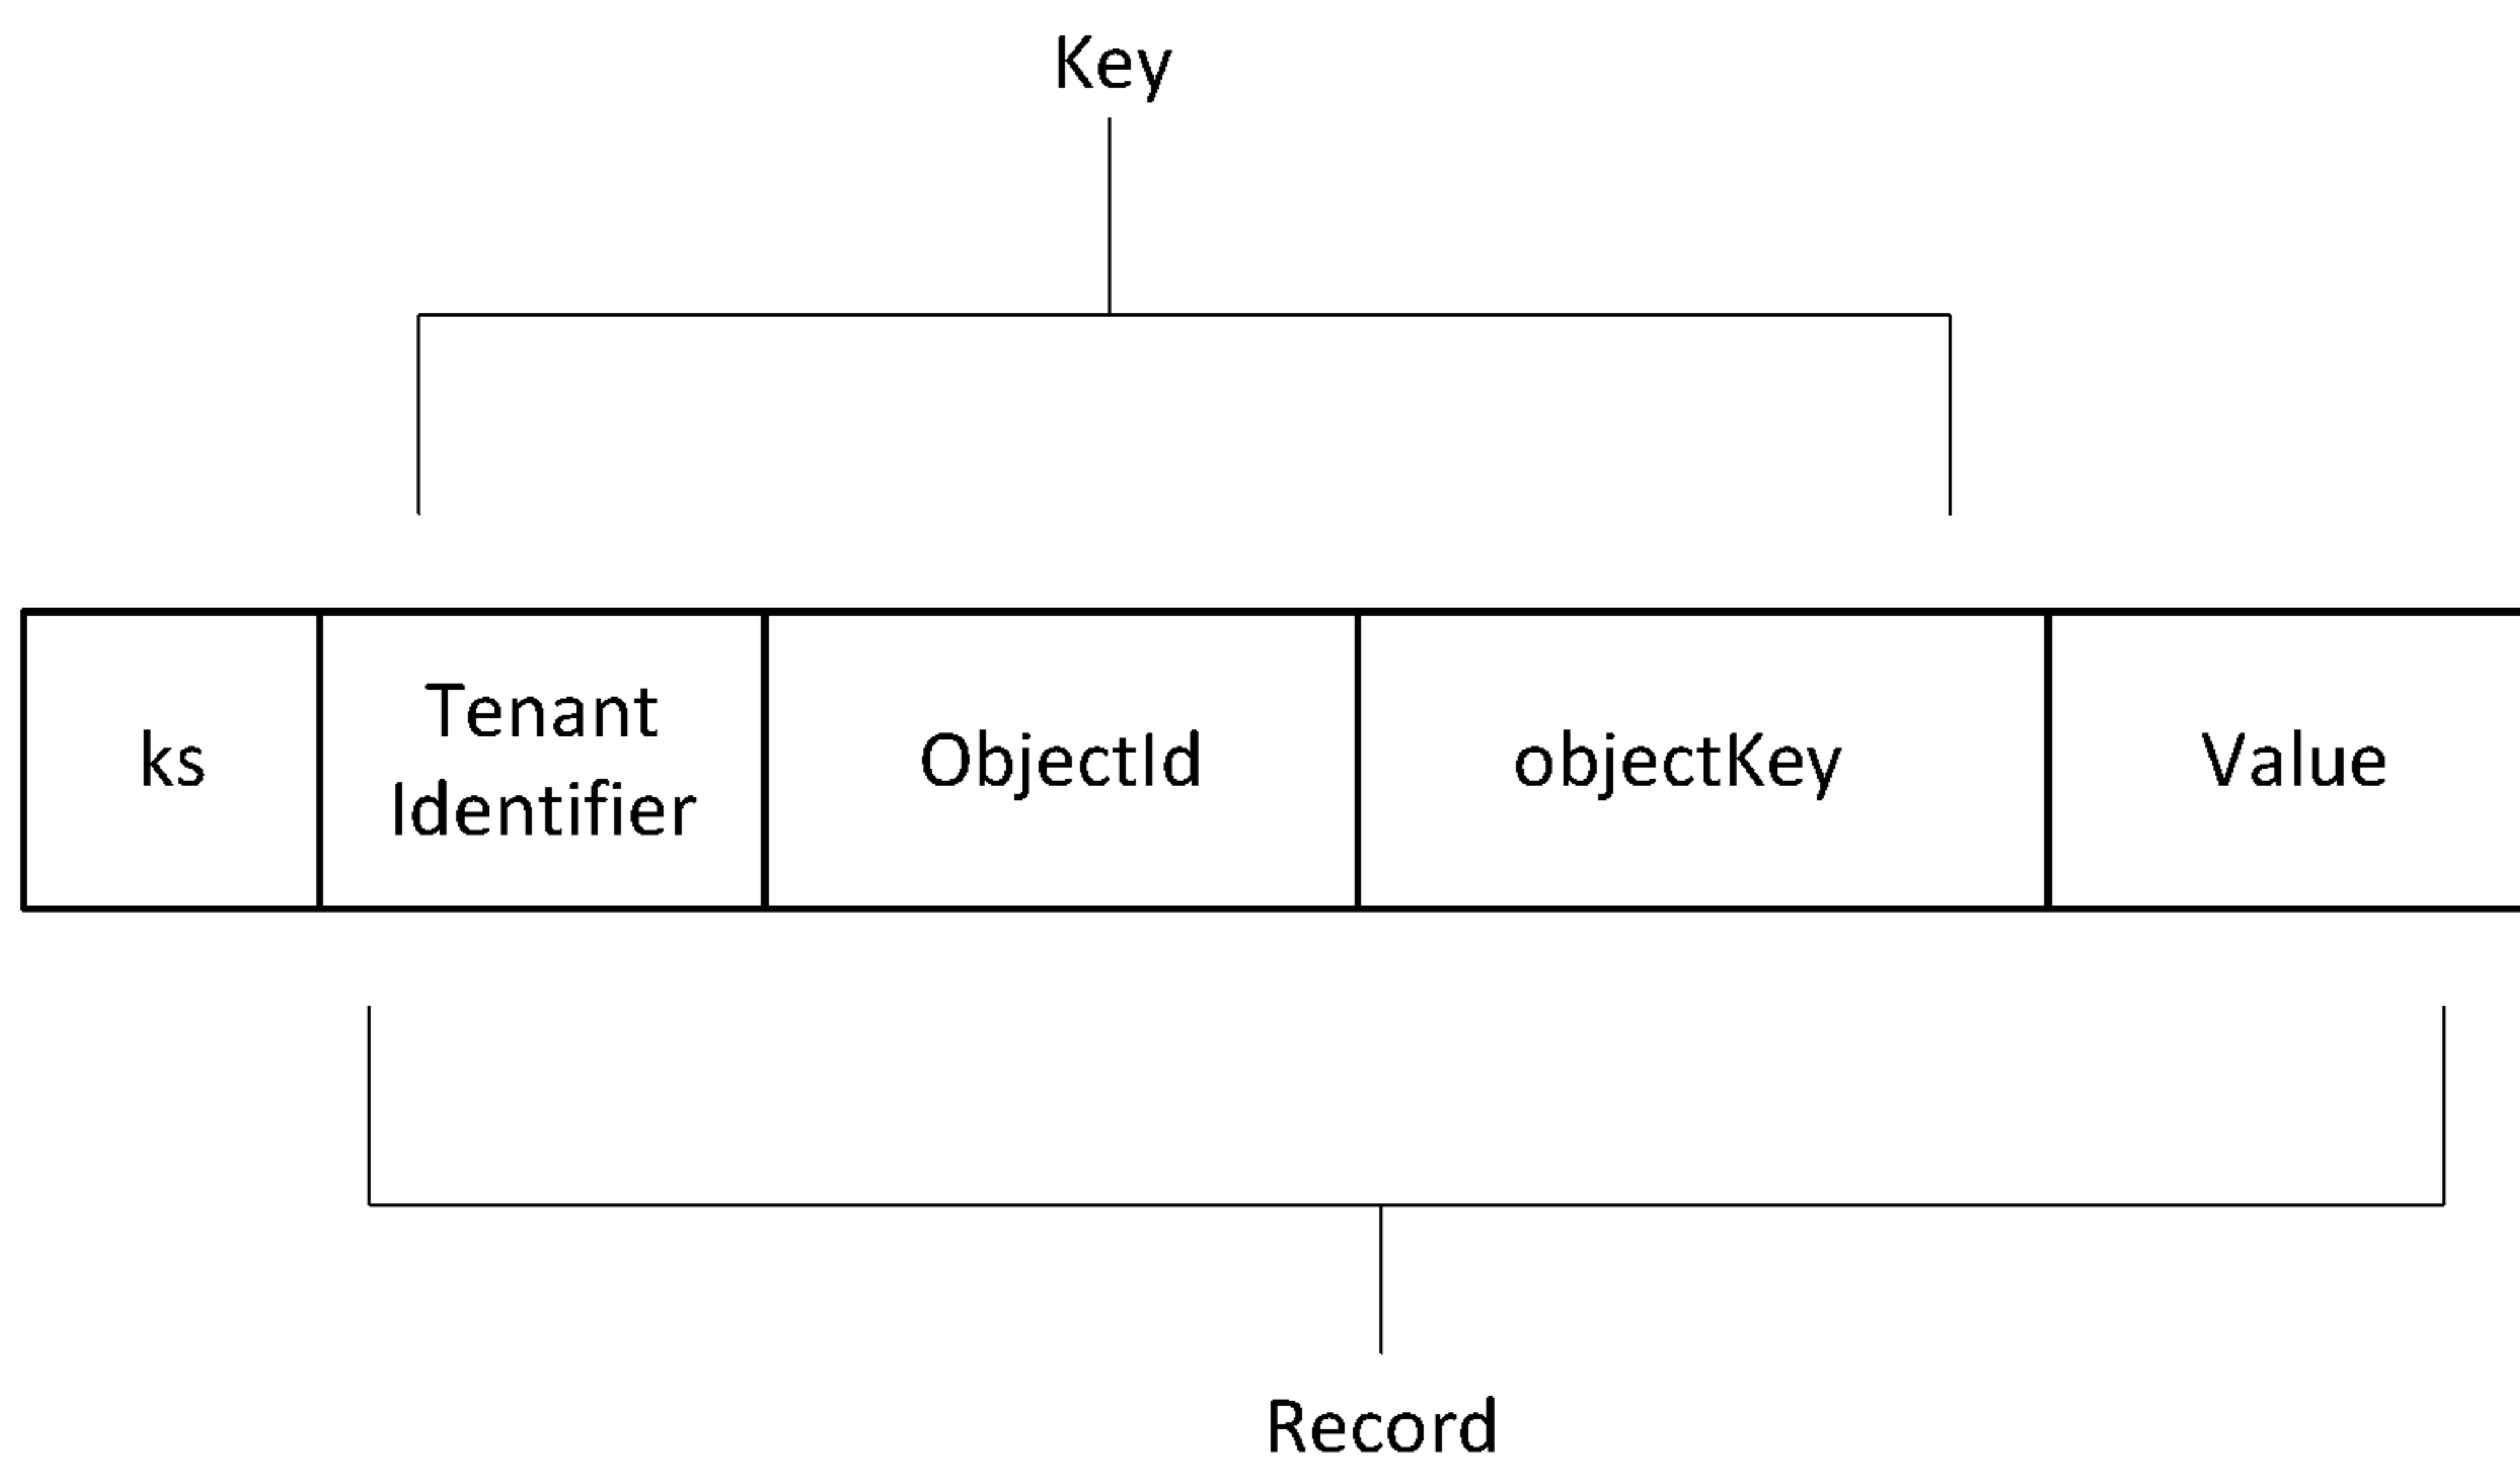 Key
ks
Tenant
Identifier
ObjectId
objectKey
Value
Record